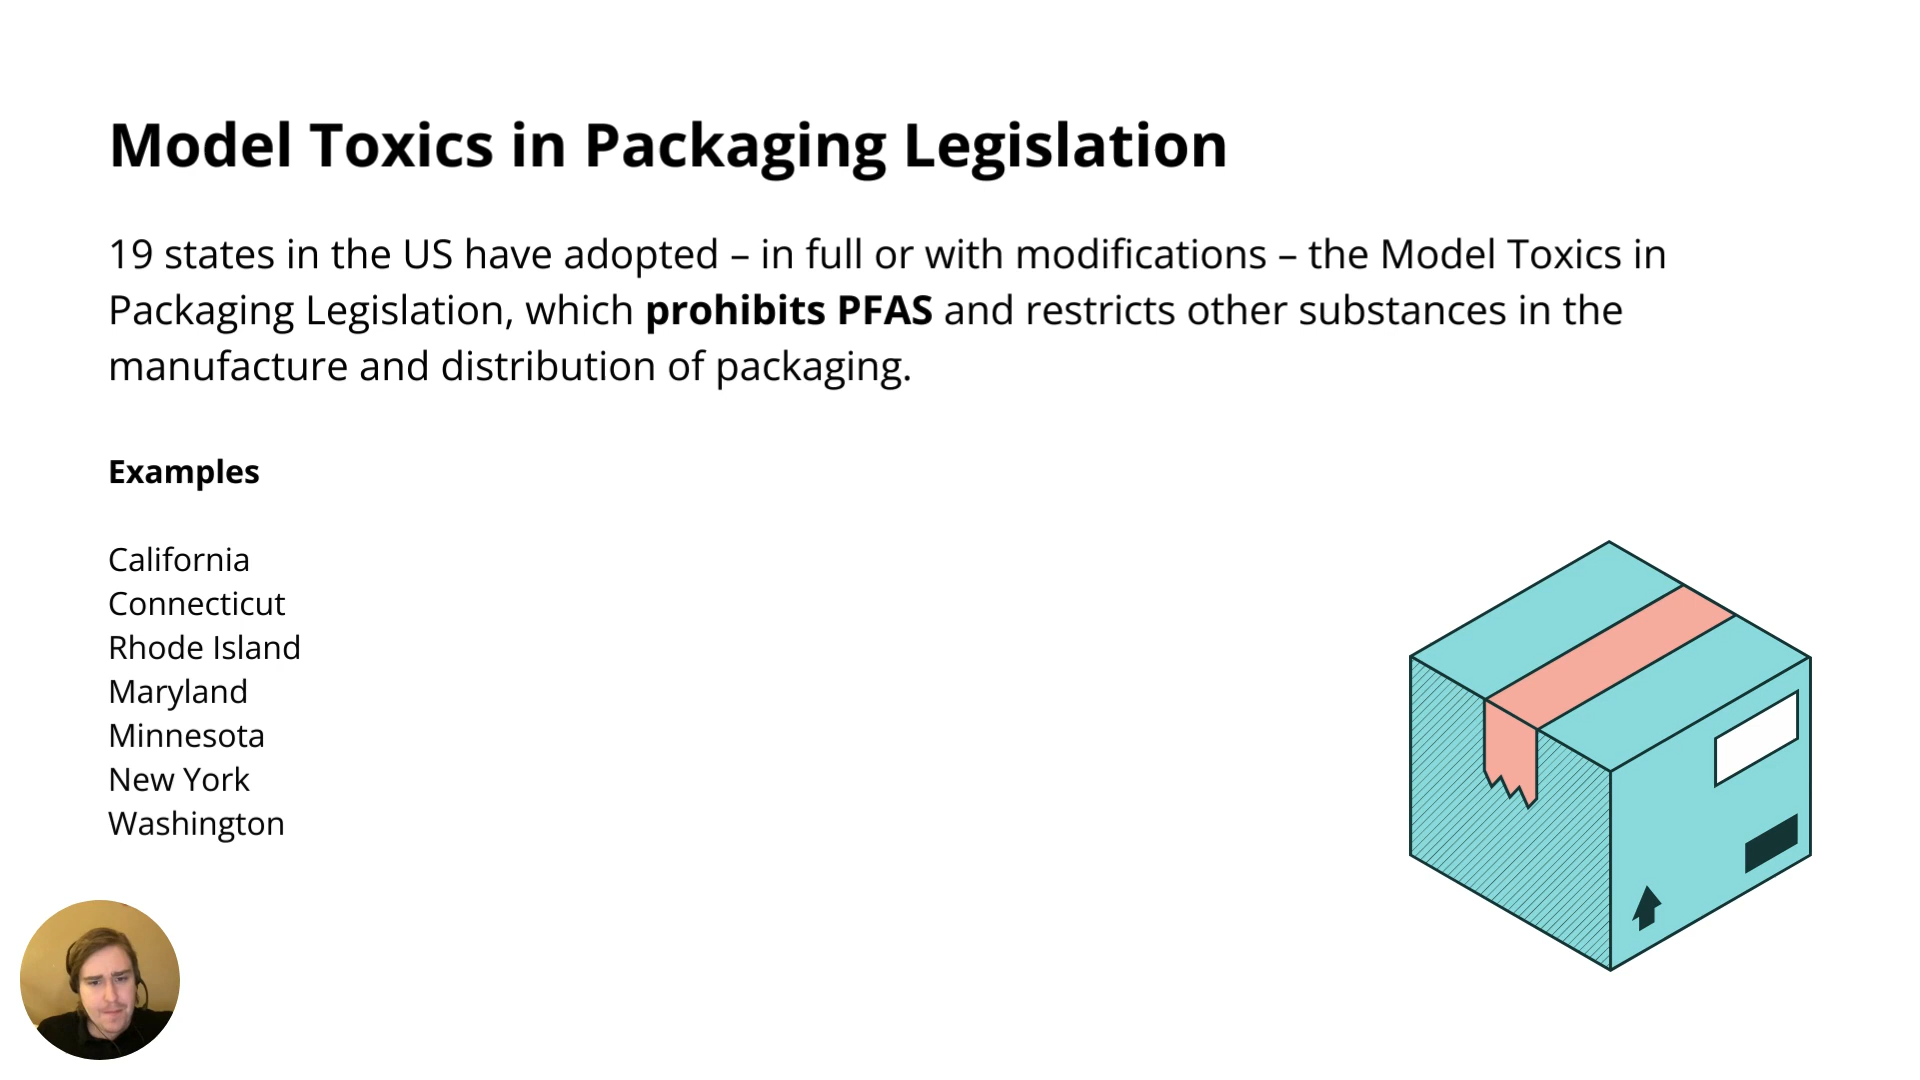 Model Toxics in Packaging Legislation
19 states in the US have adopted – in full or with modifications – the Model Toxics in
Packaging Legislation, which prohibits PFAS and restricts other substances in the
manufacture and distribution of packaging.
Examples
California
Connecticut
Rhode Island
Maryland
Minnesota
New York
Washington